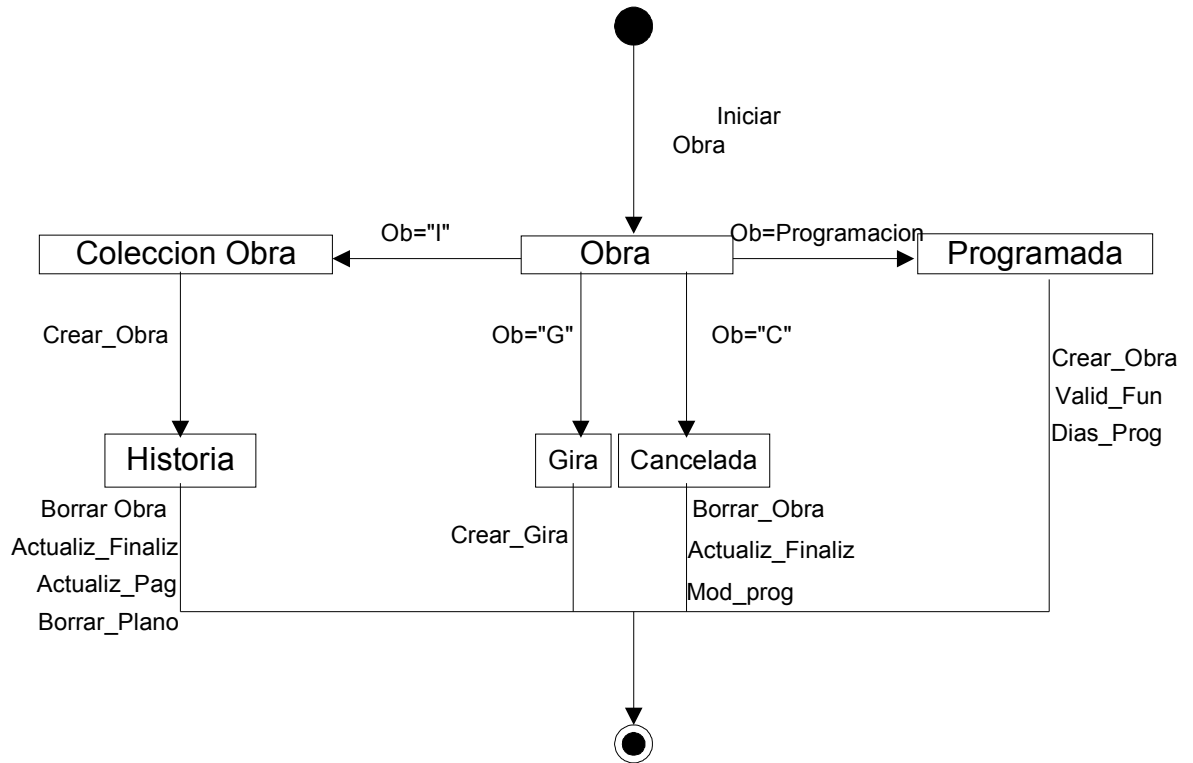 Iniciar
Obra
Ob="I"
Ob=Programacion
Coleccion Obra
Obra
Programada
Crear_Obra
Ob="G"
Ob="C"
Crear_Obra
Valid_Fun
Dias_Prog
Historia
Gira
Cancelada
Borrar Obra
Actualiz_Finaliz
Actualiz_Pag
Borrar_Plano
Crear_Gira
Borrar_Obra
Actualiz_Finaliz
Mod_prog